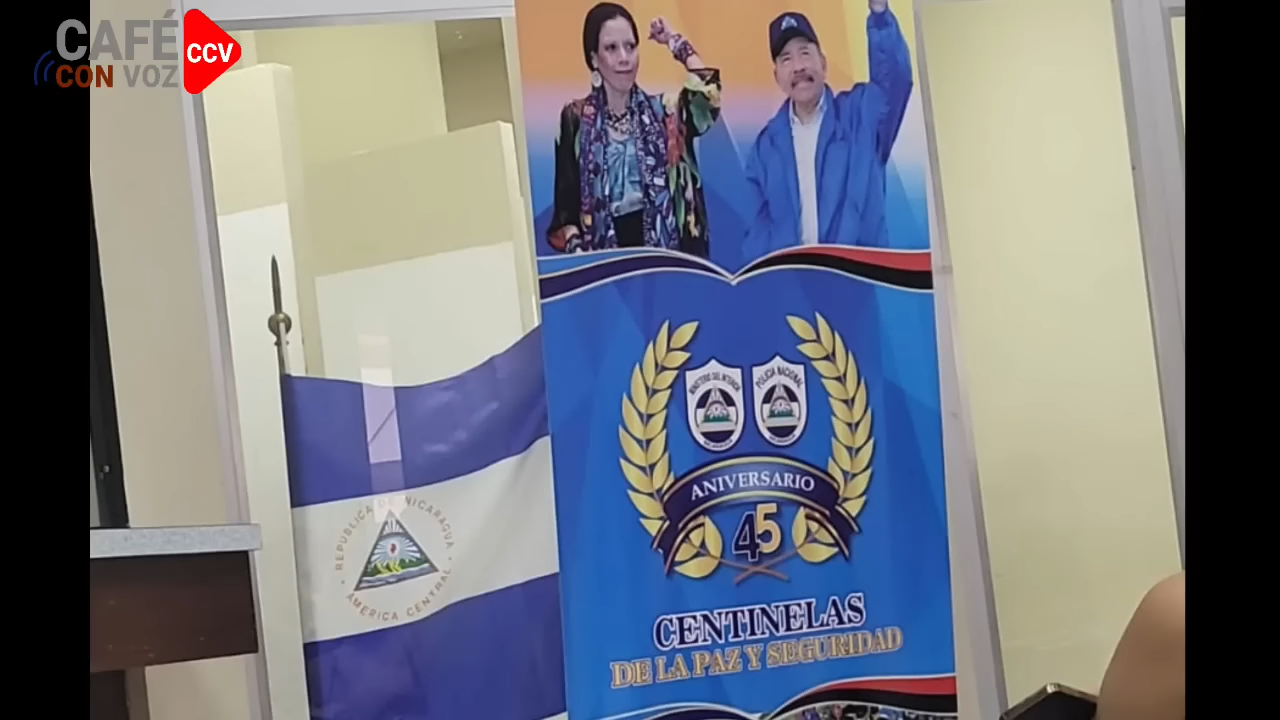 CAFÉ
CON VOZ
CCV
MINISTERIO DEL INTERIOR
POLICIA NACIONAL
ANIVERSARIO
45
CENTINELAS
DE LA PAZ Y SEGURIDAD
REPUBLICA DE NICARAGUA
AMERICA CENTRAL